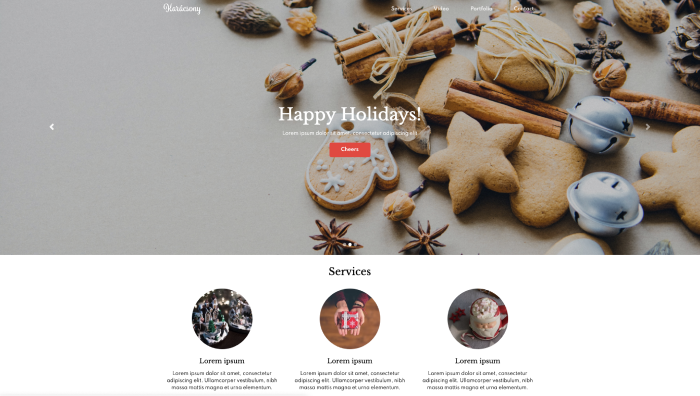 Karácsony
Services Video Portfolio Contact
Happy Holidays!
Lorem ipsum dolor sit amet, consectetur adipiscing elit.
Cheers
Services
Lorem ipsum
Lorem ipsum dolor sit amet, consectetur
adipiscing elit. Ullamcorper vestibulum, nibh
massa mattis magna et urna elementum.
Lorem ipsum
Lorem ipsum dolor sit amet, consectetur
adipiscing elit. Ullamcorper vestibulum, nibh
massa mattis magna et urna elementum.
Lorem ipsum
Lorem ipsum dolor sit amet, consectetur
adipiscing elit. Ullamcorper vestibulum, nibh
massa mattis magna et urna elementum.